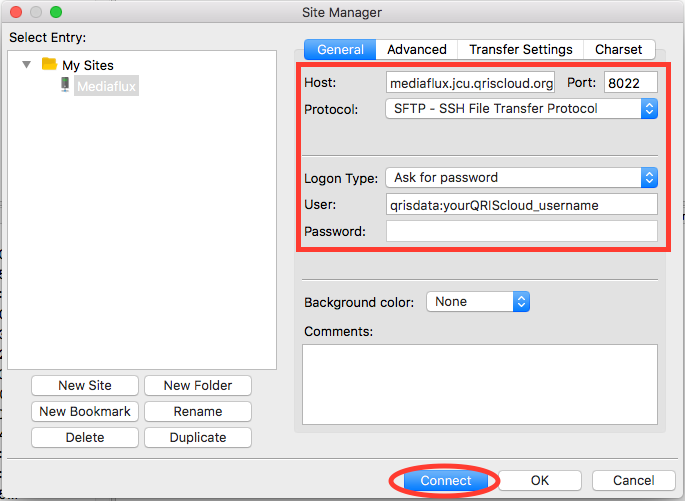 Site Manager
Select Entry:
My Sites
Mediaflux
New Site
New Folder
New Bookmark
Rename
Delete
Duplicate
General
Advanced
Transfer Settings
Charset
Host:
mediaflux.jcu.qriscloud.org
Port:
8022
Protocol:
SFTP - SSH File Transfer Protocol
Logon Type:
Ask for password
User:
qrisdata:yourQRIScloud_username
Password:
Background color:
None
Comments:
Connect
OK
Cancel